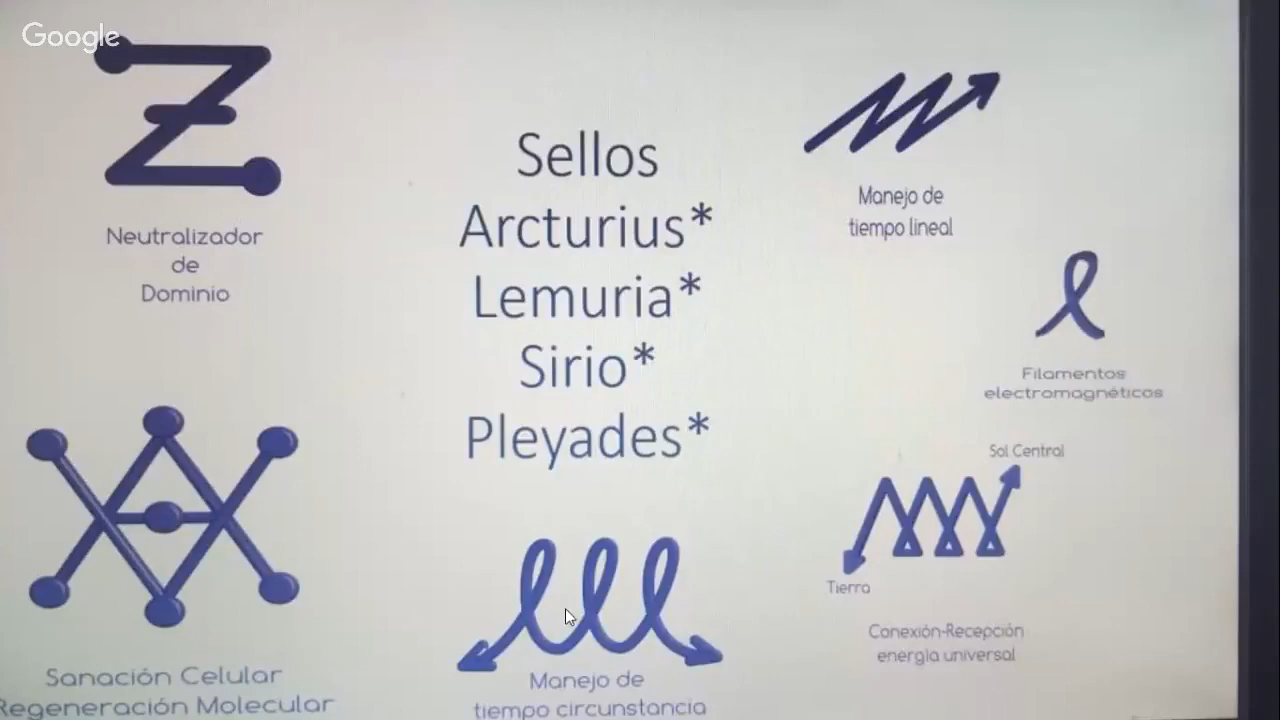 Google
Neutralizador
de
Dominio
Sellos
Arcturius*
Lemuria*
Sirio*
Pleyades*
Manejo de
tiempo lineal
Filamentos
electromagnéticos
Sanación Celular
Regeneración Molecular
Manejo de
tiempo circunstancia
Sol Central
Tierra
Conexión-Recepción
energía universal